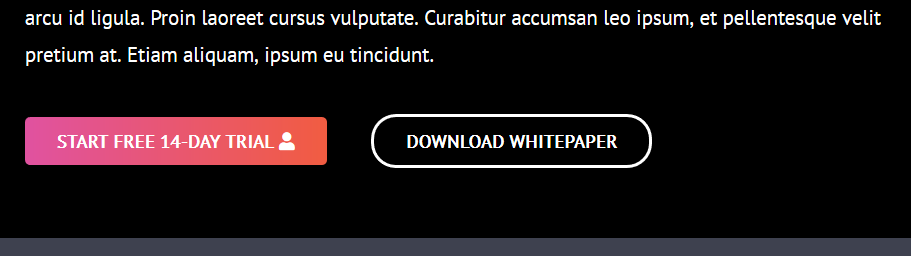 arcu id ligula. Proin laoreet cursus vulputate. Curabitur accumsan leo ipsum, et pellentesque velit
pretium at. Etiam aliquam, ipsum eu tincidunt.
START FREE 14-DAY TRIAL
DOWNLOAD WHITEPAPER